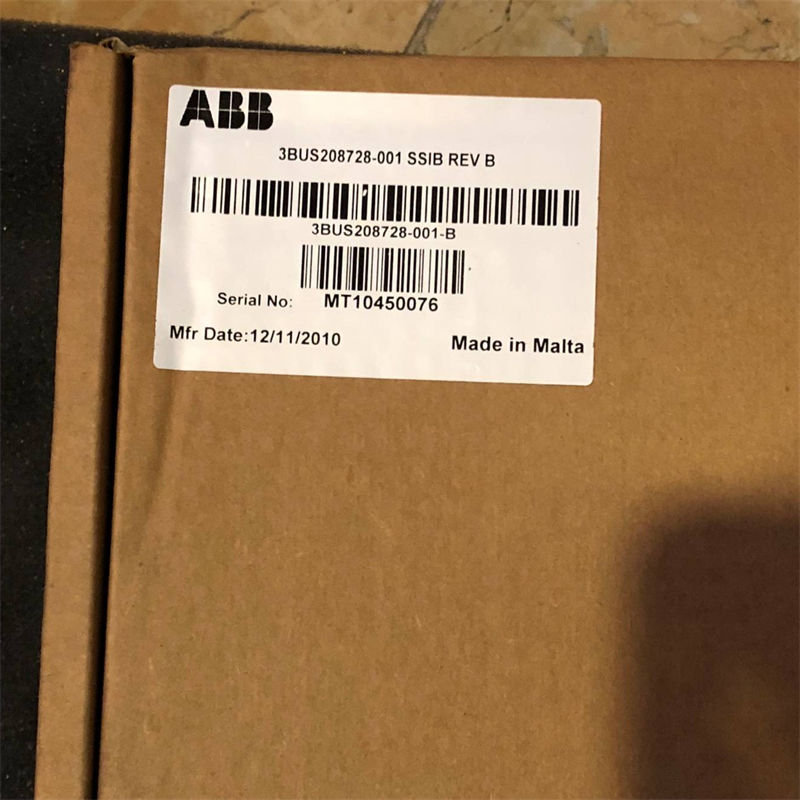 ABB
3BUS208728-001 SSIB REV B
3BUS208728-001-B
Serial No: MT10450076
Mfr Date:12/11/2010
Made in Malta